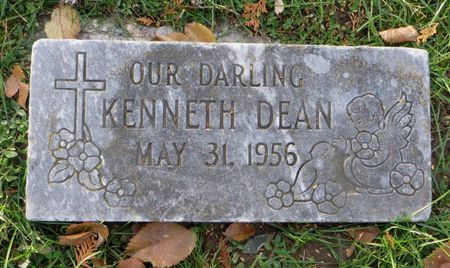 OUR DARLING
KENNETH DEAN
MAY 31, 1956